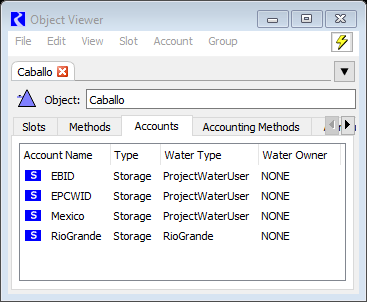 Object Viewer
File Edit View Slot Account Group
Caballo
Object: Caballo
Slots Methods Accounts Accounting Methods
Account Name Type Water Type Water Owner
S EBID Storage ProjectWaterUser NONE
S EPCWID Storage ProjectWaterUser NONE
S Mexico Storage ProjectWaterUser NONE
S RioGrande Storage RioGrande NONE